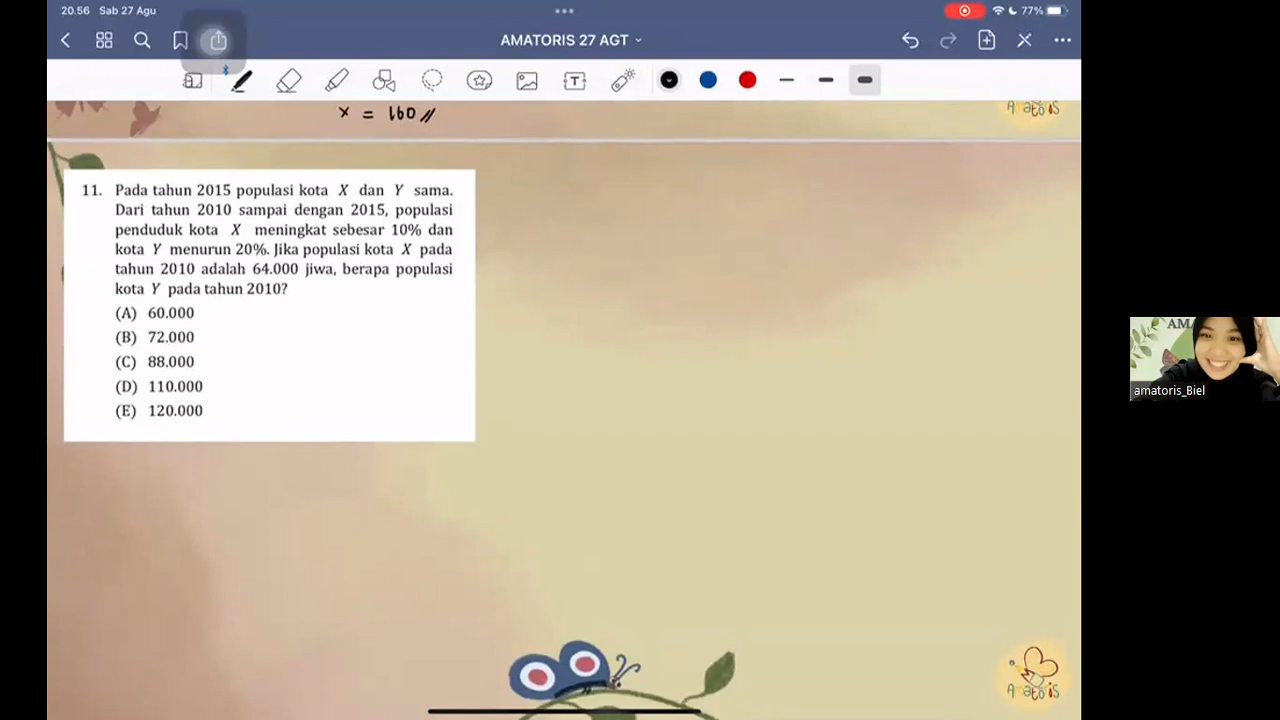 20.56 Sab 27 Agu
77%
AMATORIS 27 AGT
T
x = 160 //
Amatoris
11. Pada tahun 2015 populasi kota X dan Y sama.
Dari tahun 2010 sampai dengan 2015, populasi
penduduk kota X meningkat sebesar 10% dan
kota Y menurun 20%. Jika populasi kota X pada
tahun 2010 adalah 64.000 jiwa, berapa populasi
kota Y pada tahun 2010?
(A) 60.000
(B) 72.000
(C) 88.000
(D) 110.000
(E) 120.000
AMA
amatoris_Biel
Amatoris